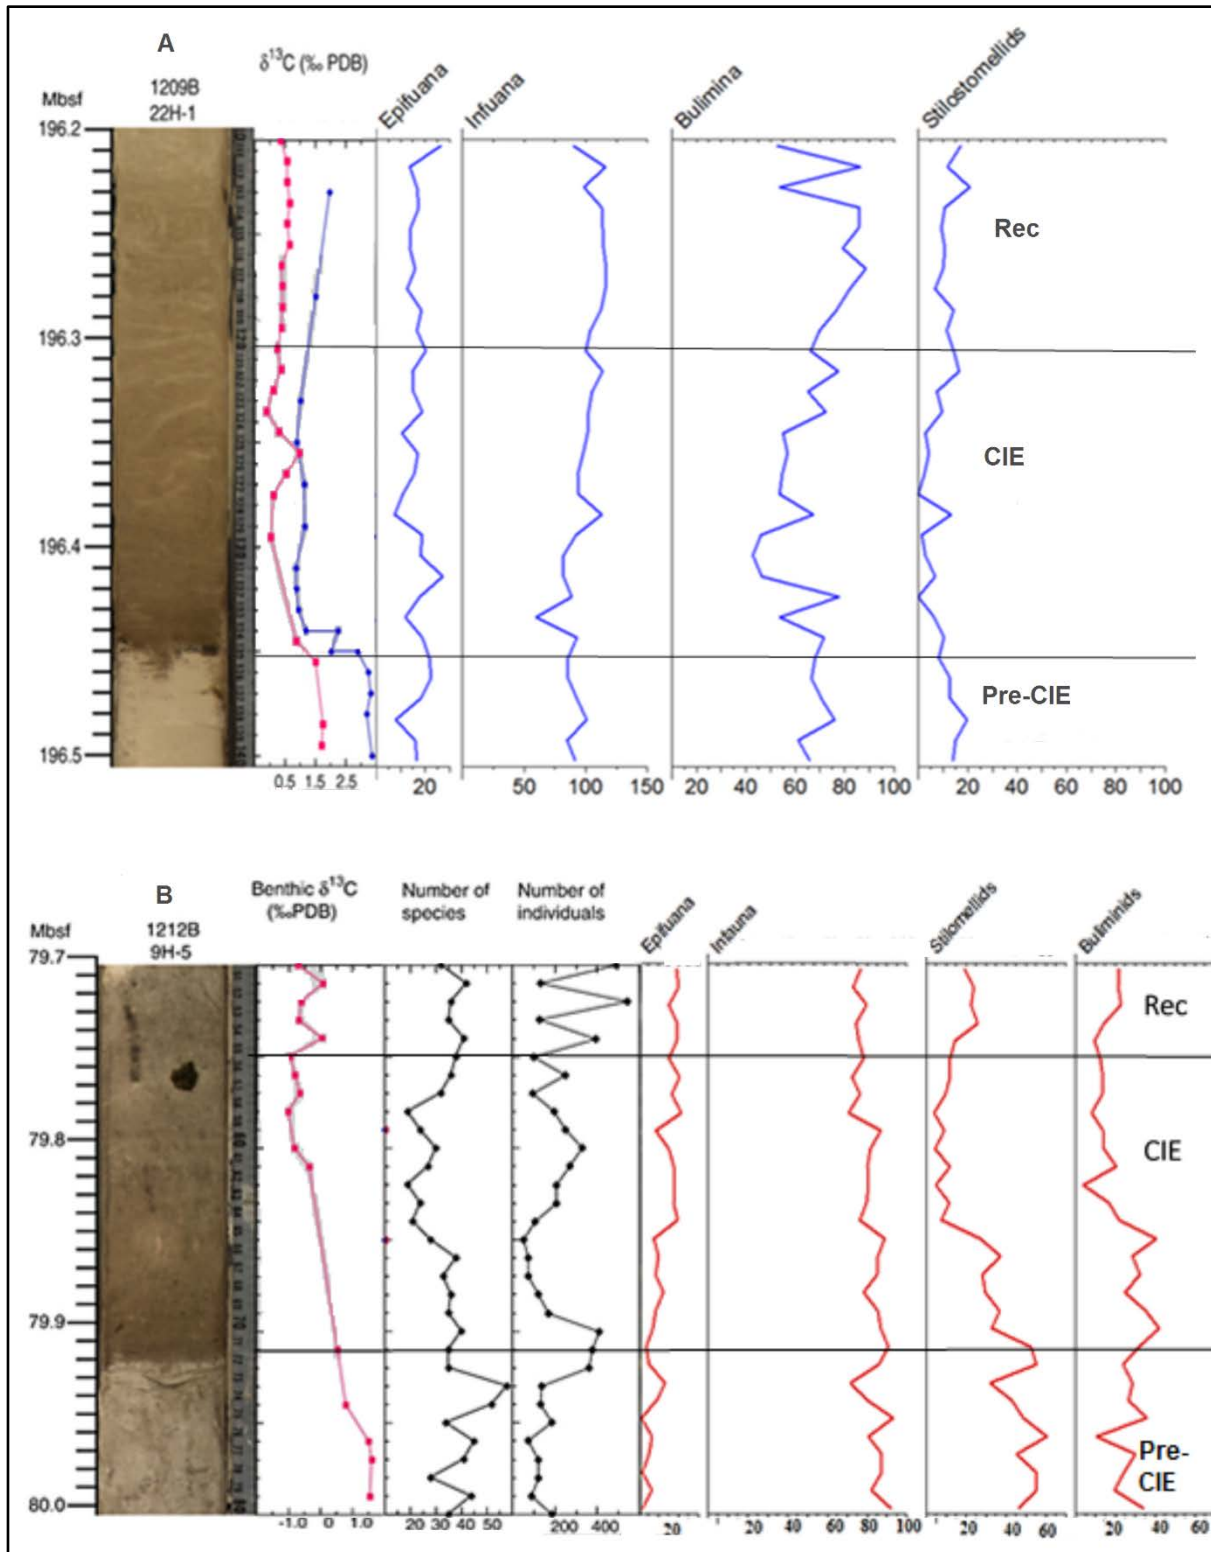 A
δ13C (‰ PDB)
1209B
22H-1
Mbsf
Epifuana
Infuana
Bulimina
Stilostomellids
196.2
196.3
196.4
196.5
Rec
CIE
Pre-CIE
0.5 1.5 2.5
20
50 100 150
20 40 60 80 100
20 40 60 80 100
B
Benthic δ13C
(‰PDB)
Number of
species
Number of
individuals
1212B
9H-5
Mbsf
Epifuana
Infauna
Stilomellids
Buliminids
79.7
79.8
79.9
80.0
Rec
CIE
Pre-
CIE
-1.0 0 1.0
20 30 40 50
200 400
20
20 40 60 80 100
20 40 60
20 40 60